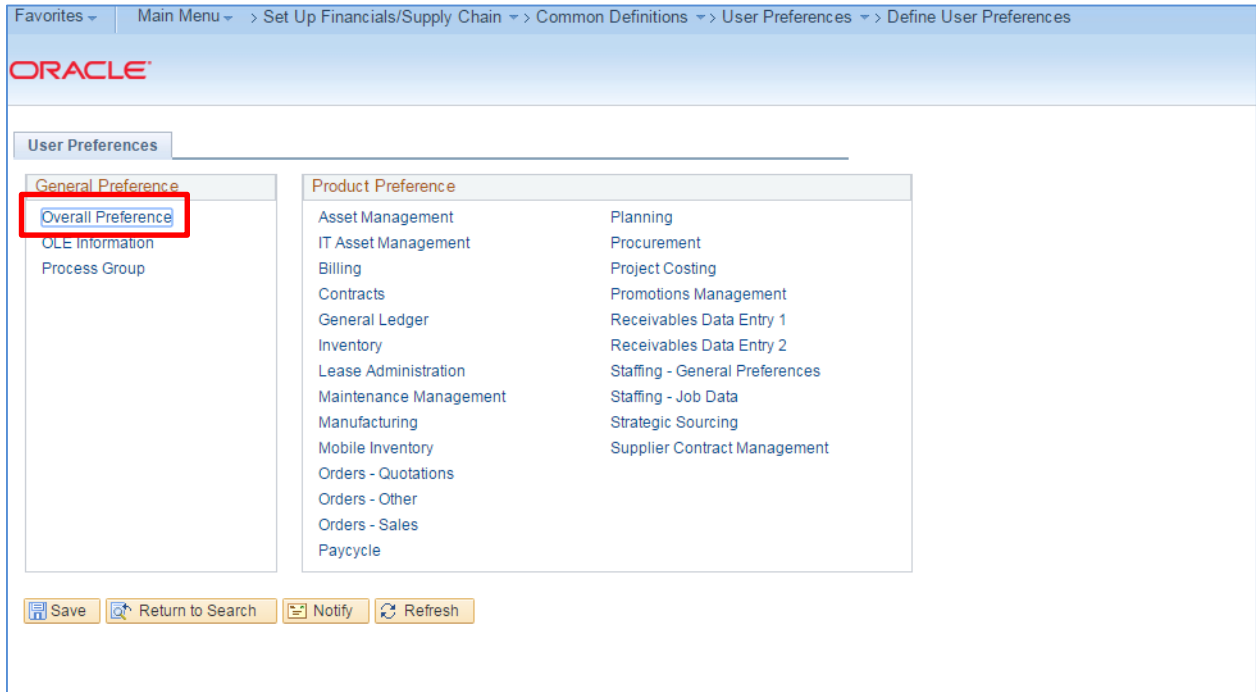 Favorites Main Menu > Set Up Financials/Supply Chain > Common Definitions > User Preferences > Define User Preferences
ORACLE
User Preferences
General Preference
Overall Preference
OLE Information
Process Group
Product Preference
Asset Management
IT Asset Management
Billing
Contracts
General Ledger
Inventory
Lease Administration
Maintenance Management
Manufacturing
Mobile Inventory
Orders - Quotations
Orders - Other
Orders - Sales
Paycycle
Planning
Procurement
Project Costing
Promotions Management
Receivables Data Entry 1
Receivables Data Entry 2
Staffing - General Preferences
Staffing - Job Data
Strategic Sourcing
Supplier Contract Management
Save Return to Search Notify Refresh